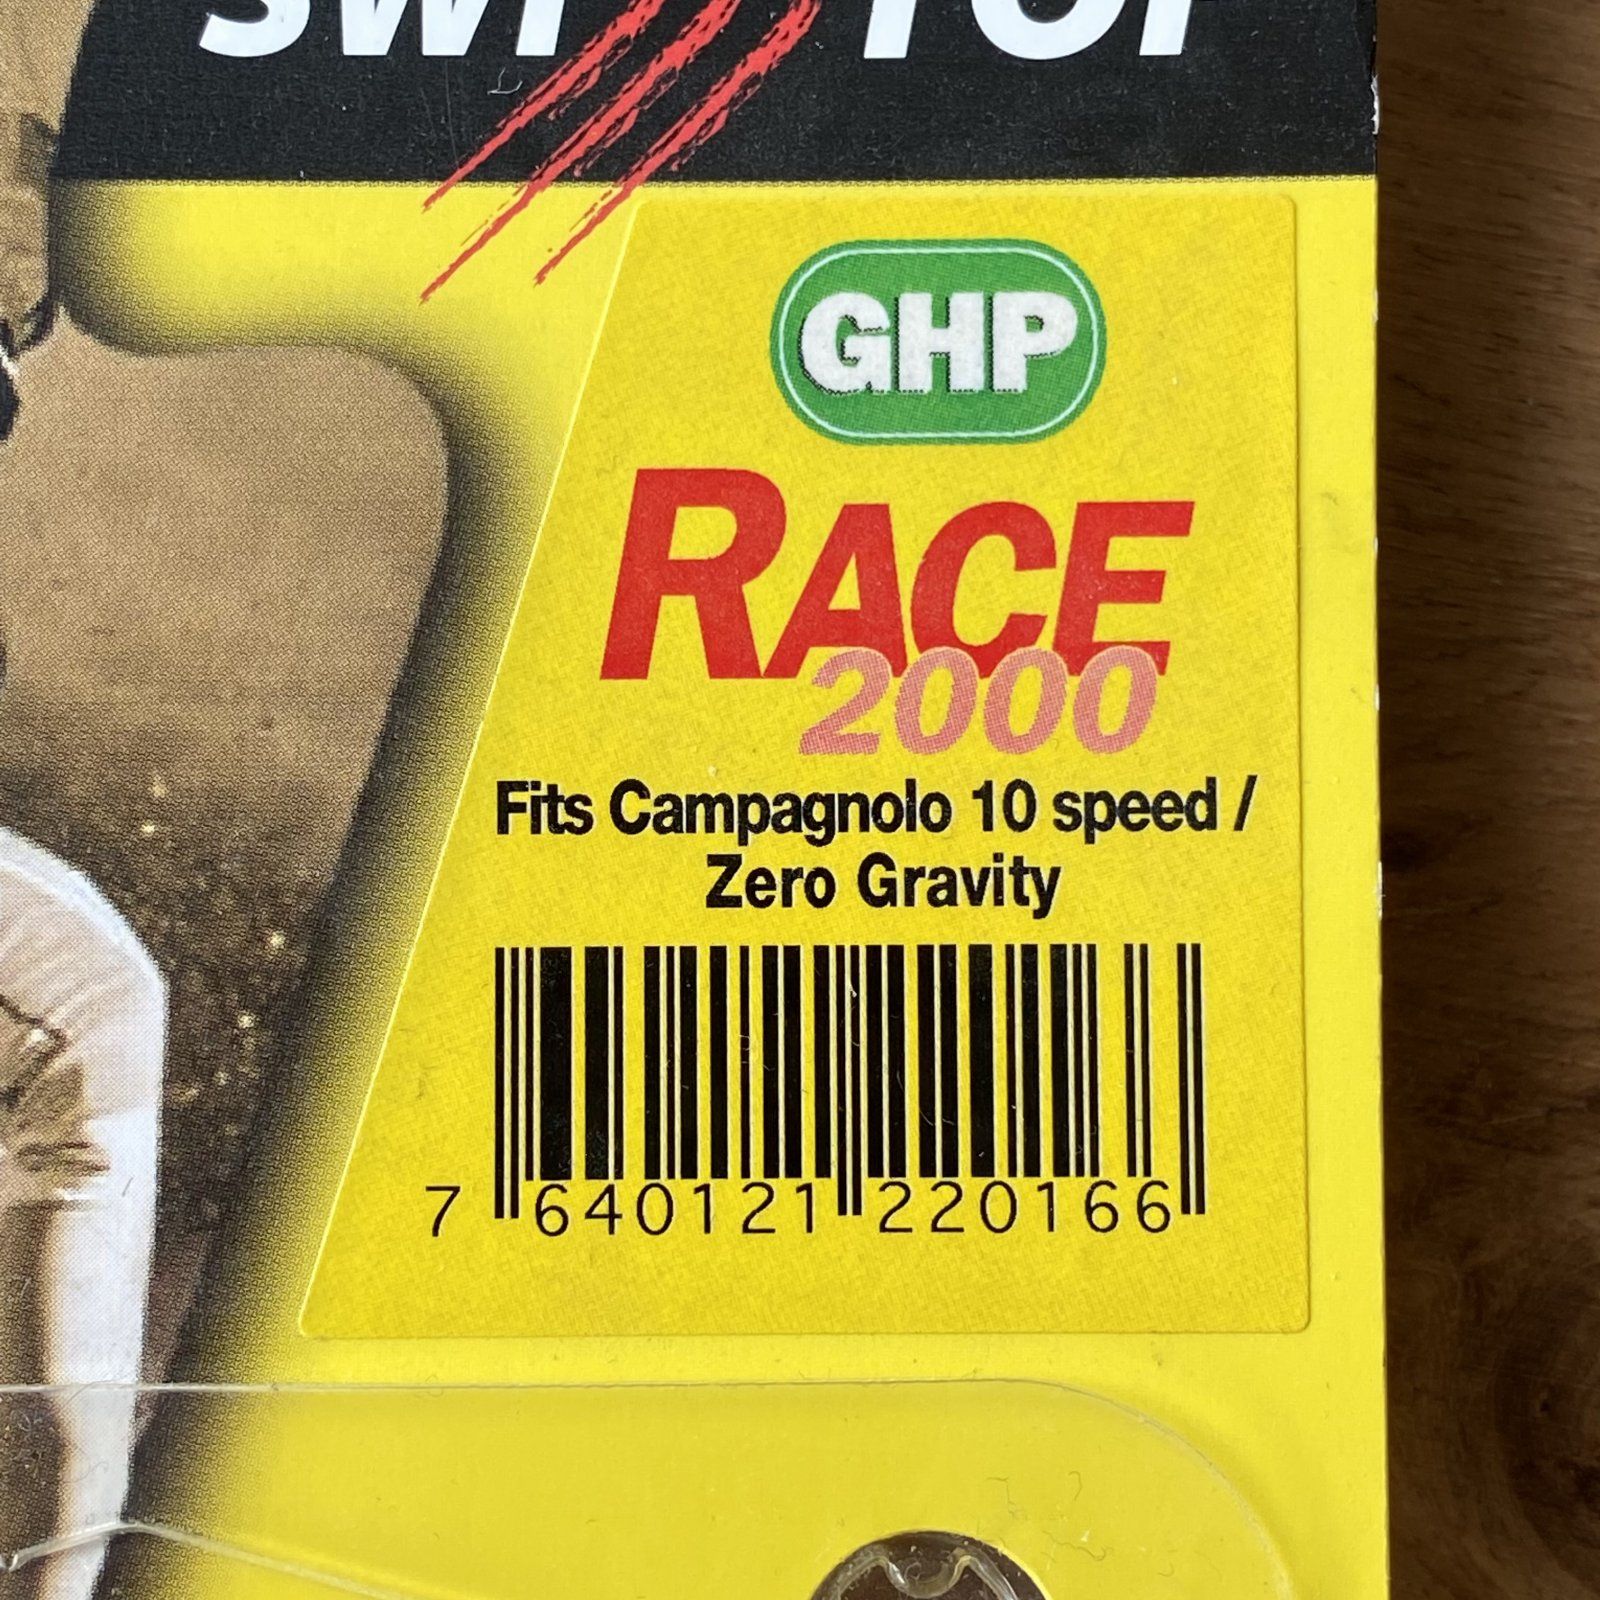 GHP
RACE
2000
Fits Campagnolo 10 speed /
Zero Gravity
7 640121 220166